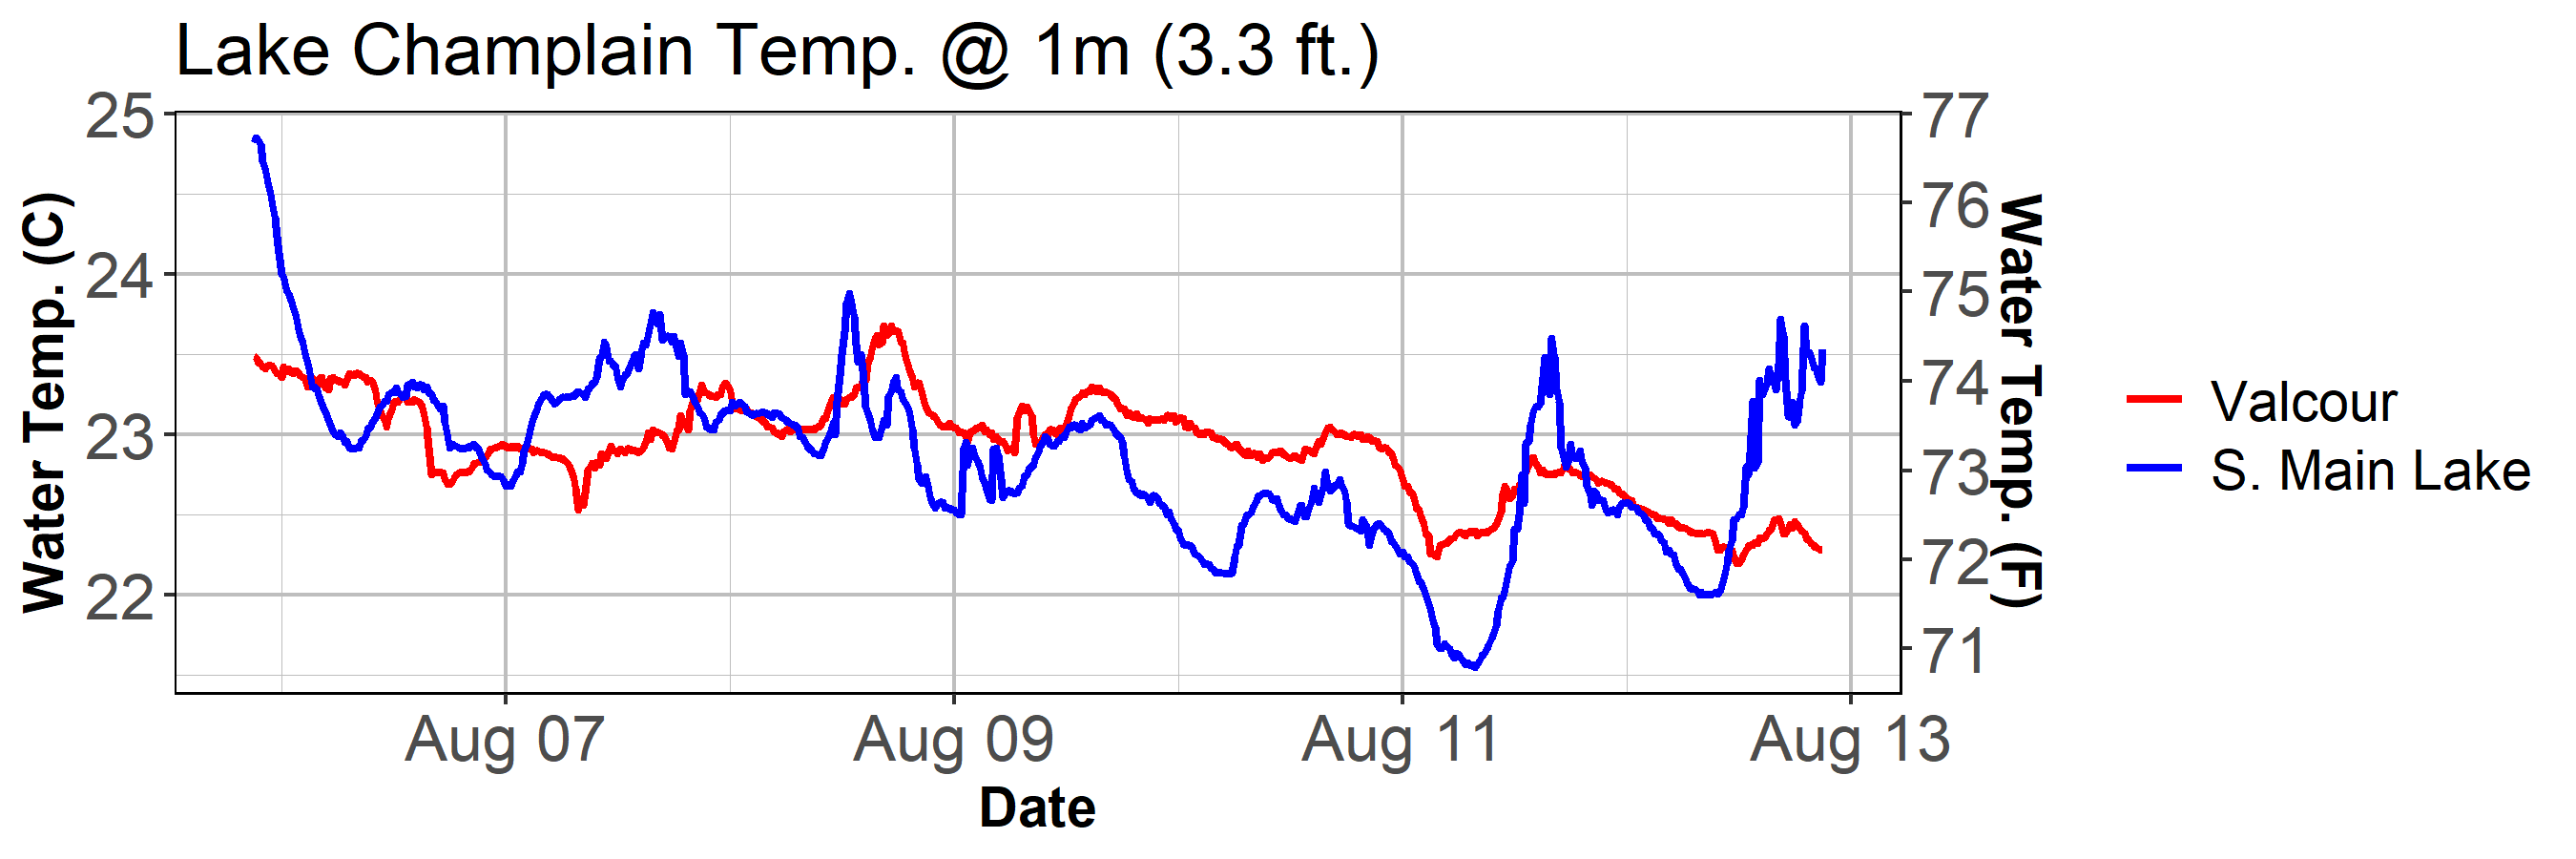 Lake Champlain Temp. @ 1m (3.3 ft.)
Water Temp. (C)
25
24
23
22
77
76
75
74
73
72
71
Water Temp. (F)
Aug 07
Aug 09
Aug 11
Aug 13
Date
Valcour
S. Main Lake